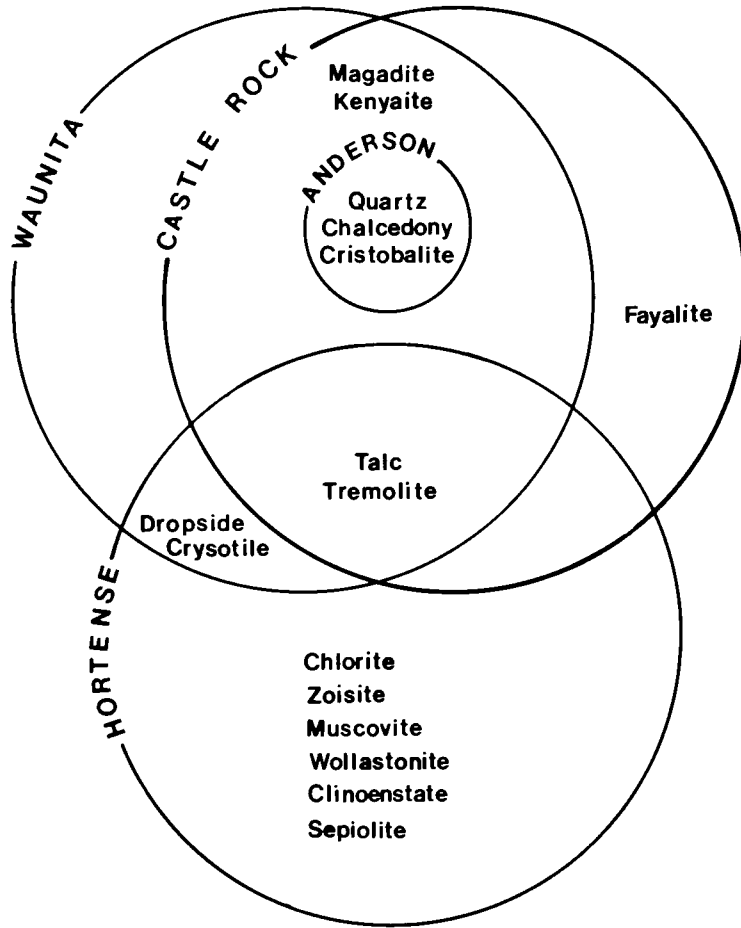 WAUNITA
CASTLE ROCK
Magadite
Kenyaite
ANDERSON
Quartz
Chalcedony
Cristobalite
Fayalite
Talc
Tremolite
Dropside
Crysotile
HORTENSE
Chlorite
Zoisite
Muscovite
Wollastonite
Clinoenstate
Sepiolite